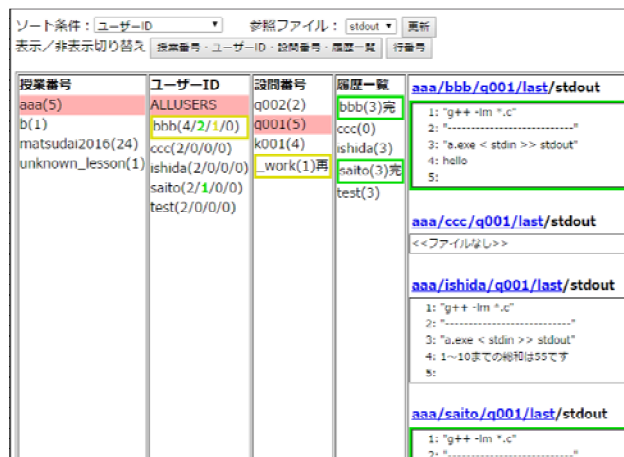 ソート条件：ユーザーID 参照ファイル：stdout 更新
表示／非表示切り替え 授業番号・ユーザーID・設問番号・履歴一覧 行番号
授業番号
aaa(5)
b(1)
matsudai2016(24)
unknown_lesson(1)
ユーザーID
ALLUSERS
bbb(4/2/1/0)
ccc(2/0/0/0)
ishida(2/0/0/0)
saito(2/1/0/0)
test(2/0/0/0)
設問番号
q002(2)
q001(5)
k001(4)
_work(1)再
履歴一覧
bbb(3)完
ccc(0)
ishida(3)
saito(3)完
test(3)
aaa/bbb/q001/last/stdout
1: "g++ -lm *.c"
2: "----------------------------"
3: "a.exe < stdin >> stdout"
4: hello
5:
aaa/ccc/q001/last/stdout
<<ファイルなし>>
aaa/ishida/q001/last/stdout
1: "g++ -lm *.c"
2: "----------------------------"
3: "a.exe < stdin >> stdout"
4: 1～10までの総和は55です
5:
aaa/saito/q001/last/stdout
1: "g++ -lm *.c"
2: "----------------------------"